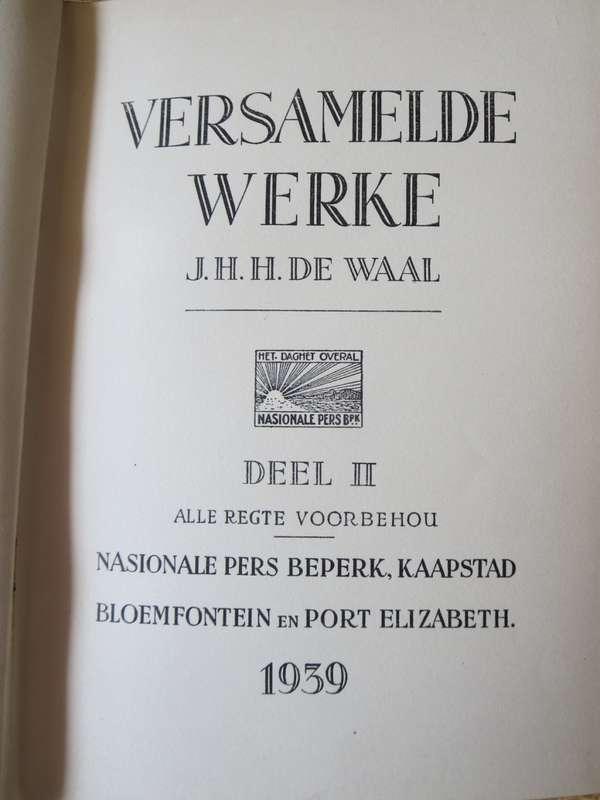 VERSAMELDE
WERKE
J. H. H. DE WAAL
HET DAGHET OVERAL
NASIONALE PERS BPK
DEEL II
ALLE REGTE VOORBEHOU
NASIONALE PERS BEPERK, KAAPSTAD
BLOEMFONTEIN EN PORT ELIZABETH.
1939